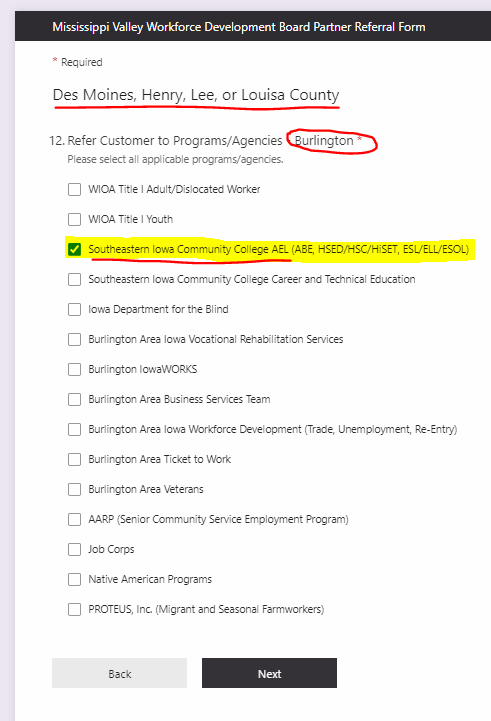 Mississippi Valley Workforce Development Board Partner Referral Form
* Required
Des Moines, Henry, Lee, or Louisa County
12. Refer Customer to Programs/Agencies - Burlington *
Please select all applicable programs/agencies.
WIOA Title I Adult/Dislocated Worker
WIOA Title I Youth
Southeastern Iowa Community College AEL (ABE, HSED/HSC/HiSET, ESL/ELL/ESOL)
Southeastern Iowa Community College Career and Technical Education
Iowa Department for the Blind
Burlington Area Iowa Vocational Rehabilitation Services
Burlington IowaWORKS
Burlington Area Business Services Team
Burlington Area Iowa Workforce Development (Trade, Unemployment, Re-Entry)
Burlington Area Ticket to Work
Burlington Area Veterans
AARP (Senior Community Service Employment Program)
Job Corps
Native American Programs
PROTEUS, Inc. (Migrant and Seasonal Farmworkers)
Back Next